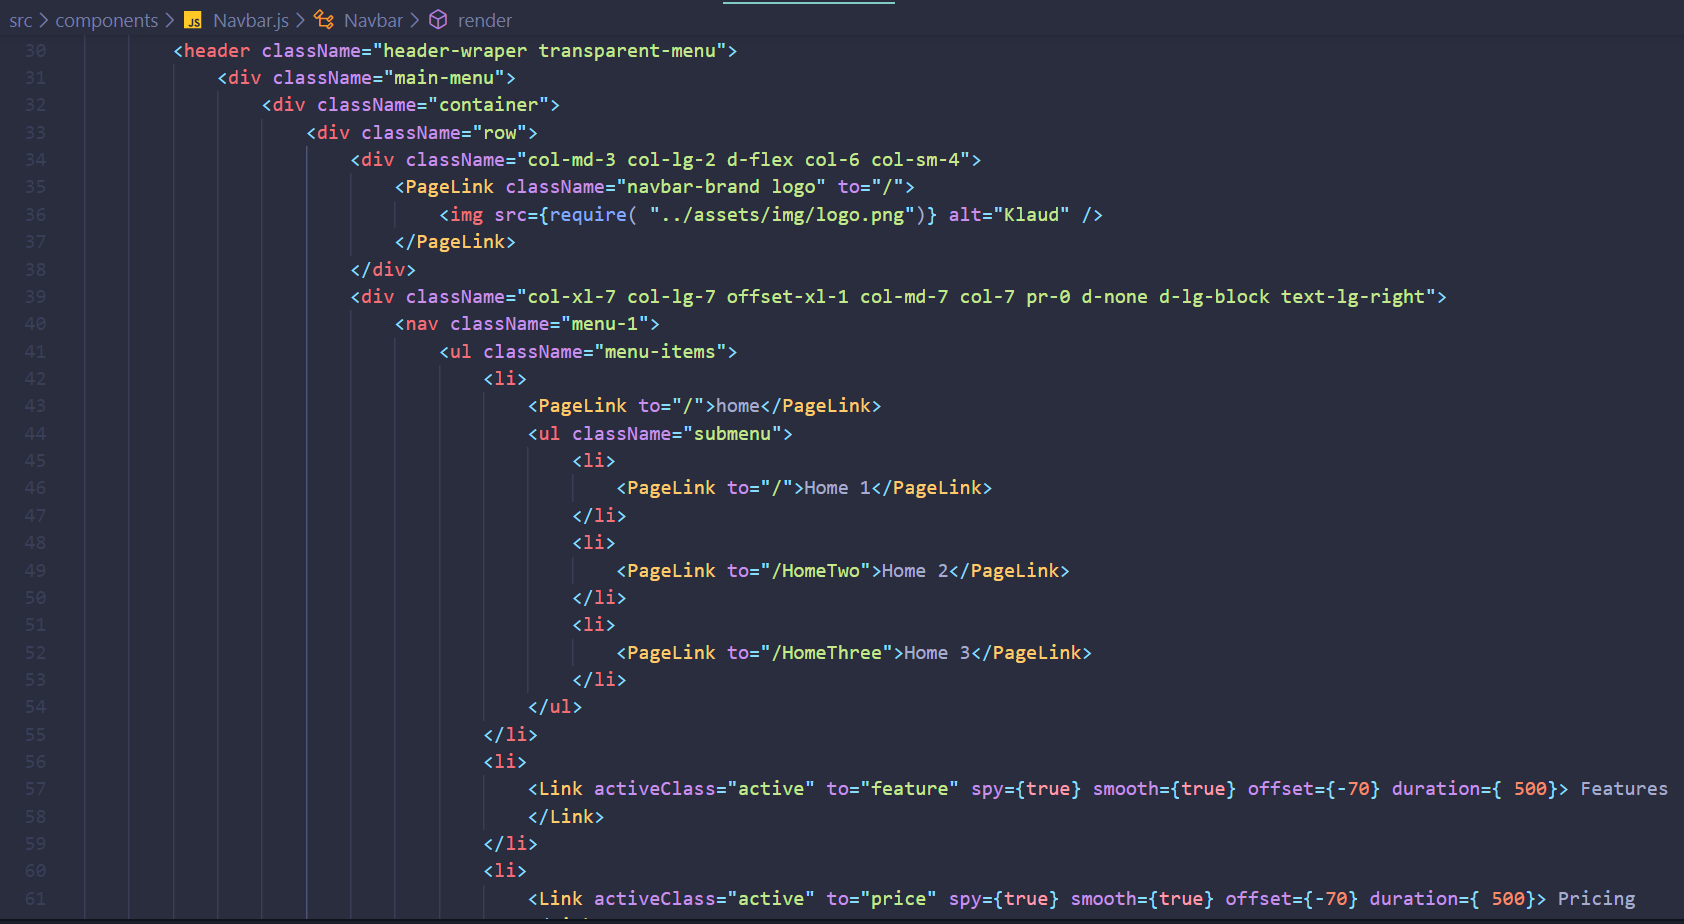 src > components > JS Navbar.js > Navbar > render
30 <header className="header-wraper transparent-menu">
31 <div className="main-menu">
32 <div className="container">
33 <div className="row">
34 <div className="col-md-3 col-lg-2 d-flex col-6 col-sm-4">
35 <PageLink className="navbar-brand logo" to="/">
36 <img src={require( "../assets/img/logo.png")} alt="Klaud" />
37 </PageLink>
38 </div>
39 <div className="col-xl-7 col-lg-7 offset-xl-1 col-md-7 col-7 pr-0 d-none d-lg-block text-lg-right">
40 <nav className="menu-1">
41 <ul className="menu-items">
42 <li>
43 <PageLink to="/">home</PageLink>
44 <ul className="submenu">
45 <li>
46 <PageLink to="/">Home 1</PageLink>
47 </li>
48 <li>
49 <PageLink to="/HomeTwo">Home 2</PageLink>
50 </li>
51 <li>
52 <PageLink to="/HomeThree">Home 3</PageLink>
53 </li>
54 </ul>
55 </li>
56 <li>
57 <Link activeClass="active" to="feature" spy={true} smooth={true} offset={-70} duration={ 500}> Features
58 </Link>
59 </li>
60 <li>
61 <Link activeClass="active" to="price" spy={true} smooth={true} offset={-70} duration={ 500}> Pricing